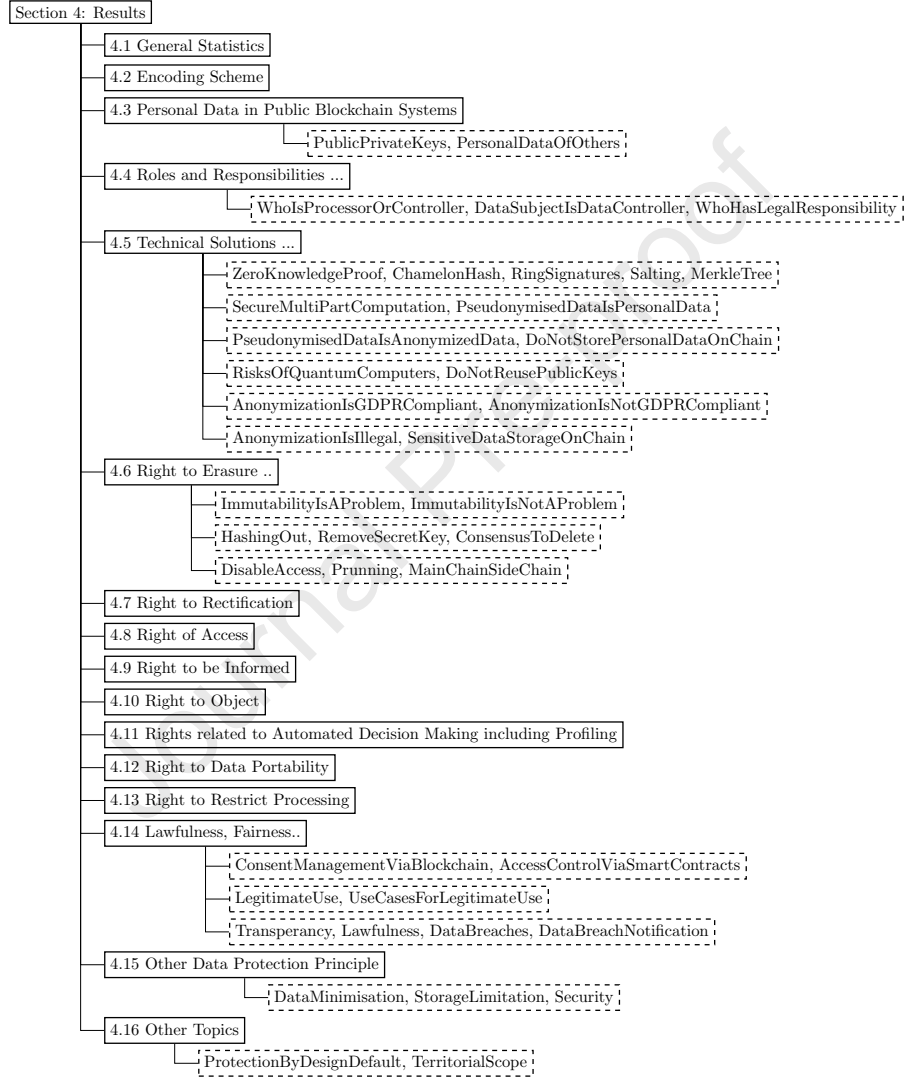 Section 4: Results
4.1 General Statistics
4.2 Encoding Scheme
4.3 Personal Data in Public Blockchain Systems
PublicPrivateKeys, PersonalDataOfOthers
4.4 Roles and Responsibilities ...
WhoIsProcessorOrController, DataSubjectIsDataController, WhoHasLegalResponsibility
4.5 Technical Solutions ...
ZeroKnowledgeProof, ChamelonHash, RingSignatures, Salting, MerkleTree
SecureMultiPartComputation, PseudonymisedDataIsPersonalData
PseudonymisedDataIsAnonymizedData, DoNotStorePersonalDataOnChain
RisksOfQuantumComputers, DoNotReusePublicKeys
AnonymizationIsGDPRCompliant, AnonymizationIsNotGDPRCompliant
AnonymizationIsIllegal, SensitiveDataStorageOnChain
4.6 Right to Erasure ..
ImmutabilityIsAProblem, ImmutabilityIsNotAProblem
HashingOut, RemoveSecretKey, ConsensusToDelete
DisableAccess, Prunning, MainChainSideChain
4.7 Right to Rectification
4.8 Right of Access
4.9 Right to be Informed
4.10 Right to Object
4.11 Rights related to Automated Decision Making including Profiling
4.12 Right to Data Portability
4.13 Right to Restrict Processing
4.14 Lawfulness, Fairness..
ConsentManagementViaBlockchain, AccessControlViaSmartContracts
LegitimateUse, UseCasesForLegitimateUse
Transperancy, Lawfulness, DataBreaches, DataBreachNotification
4.15 Other Data Protection Principle
DataMinimisation, StorageLimitation, Security
4.16 Other Topics
ProtectionByDesignDefault, TerritorialScope
Journal Pre-proof